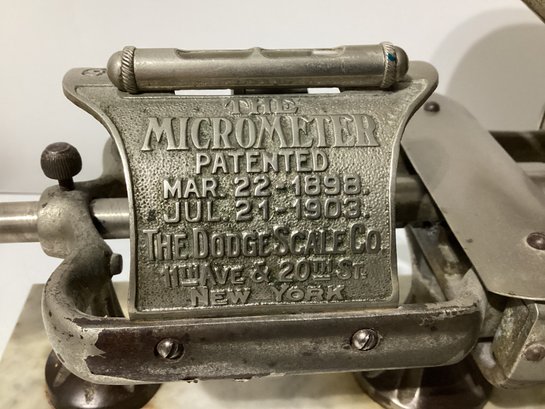 THE
MICROMETER
PATENTED
MAR. 22-1898.
JUL. 21-1903.
THE DODGE SCALE CO
11TH AVE & 20TH ST.
NEW YORK